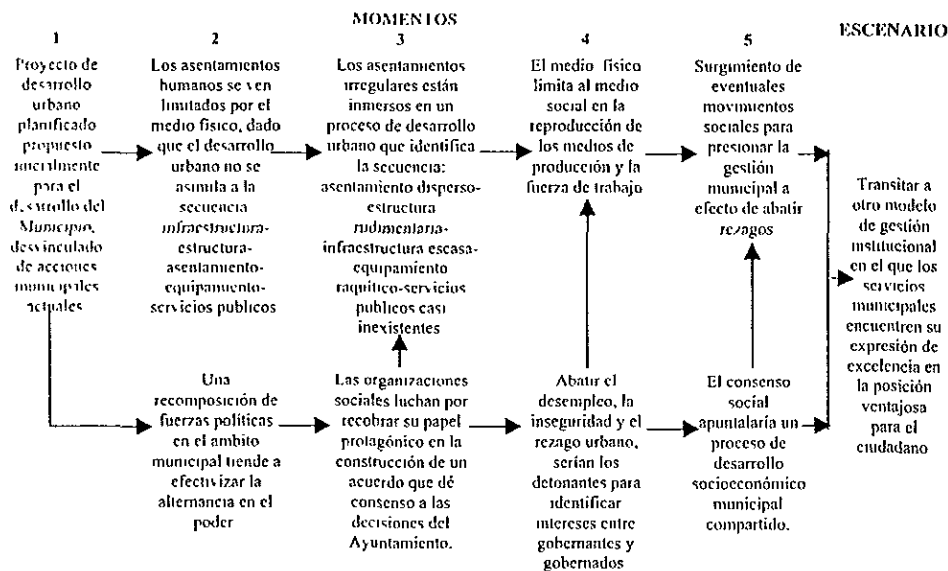 MOMENTOS
ESCENARIO
1
Proyecto de
desarrollo
urbano
planificado
propuesto
inicialmente
para el
desarrollo del
Municipio,
desvinculado
de acciones
municipales
actuales
2
Los asentamientos
humanos se ven
limitados por el
medio físico, dado
que el desarrollo
urbano no se
asimila a la
secuencia
infraestructura-
estructura-
asentamiento-
equipamiento-
servicios publicos
3
Los asentamientos
irregulares están
inmersos en un
proceso de desarrollo
urbano que identifica
la secuencia:
asentamiento disperso-
estructura
rudimentaria-
infraestructura escasa-
equipamiento
raquítico-servicios
publicos casi
inexistentes
4
El medio físico
limita al medio
social en la
reproducción de
los medios de
producción y la
fuerza de trabajo
5
Surgimiento de
eventuales
movimientos
sociales para
presionar la
gestión
municipal a
efecto de abatir
rezagos
Transitar a
otro modelo
de gestión
institucional
en el que los
servicios
municipales
encuentren su
expresión de
excelencia en
la posición
ventajosa
para el
ciudadano
Una
recomposición de
fuerzas políticas
en el ambito
municipal tiende a
efectivizar la
alternancia en el
poder
Las organizaciones
sociales luchan por
recobrar su papel
protagónico en la
construcción de un
acuerdo que dé
consenso a las
decisiones del
Ayuntamiento.
Abatir el
desempleo, la
inseguridad y el
rezago urbano,
serían los
detonantes para
identificar
intereses entre
gobernantes y
gobernados
El consenso
social
apuntalaría un
proceso de
desarrollo
socioeconómico
municipal
compartido.